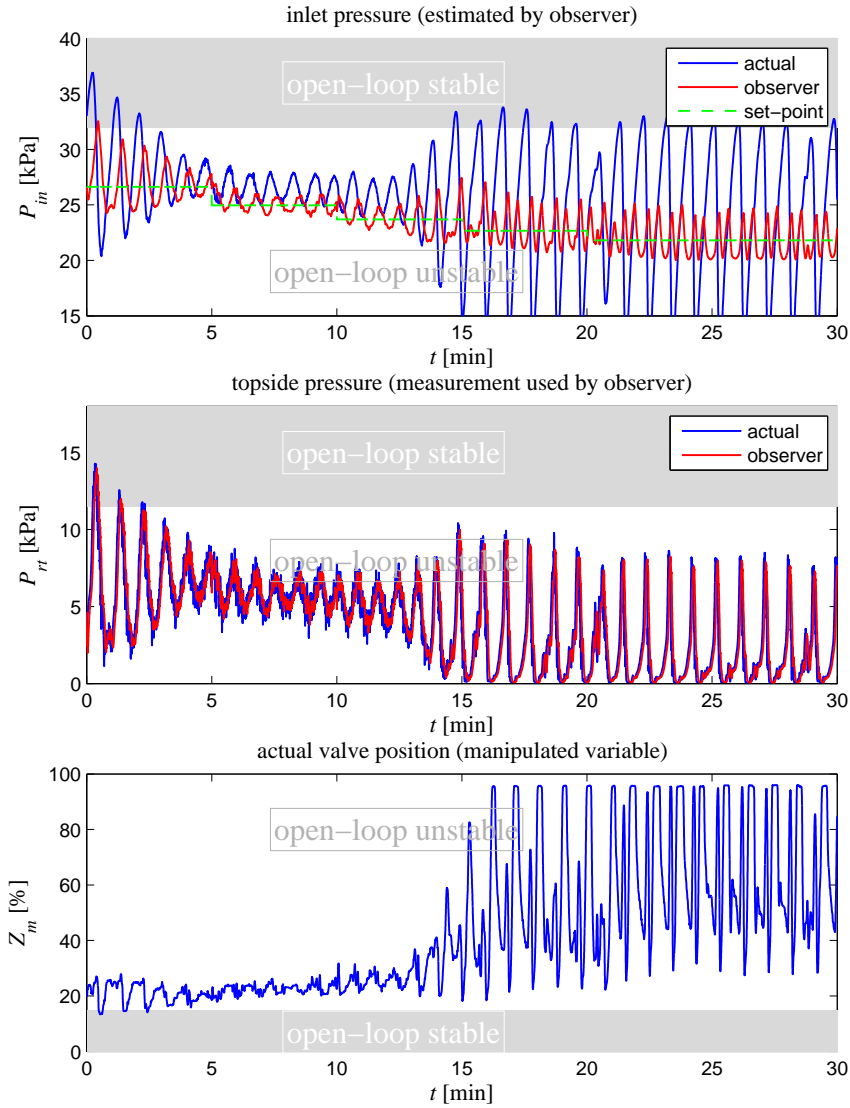 inlet pressure (estimated by observer)
40
35
30
25
20
15
P_in [kPa]
open−loop stable
open−loop unstable
actual
observer
set−point
0 5 10 15 20 25 30
t [min]
topside pressure (measurement used by observer)
15
10
5
0
P_rt [kPa]
open−loop stable
open−loop unstable
actual
observer
0 5 10 15 20 25 30
t [min]
actual valve position (manipulated variable)
100
80
60
40
20
0
Z_m [%]
open−loop unstable
open−loop stable
0 5 10 15 20 25 30
t [min]